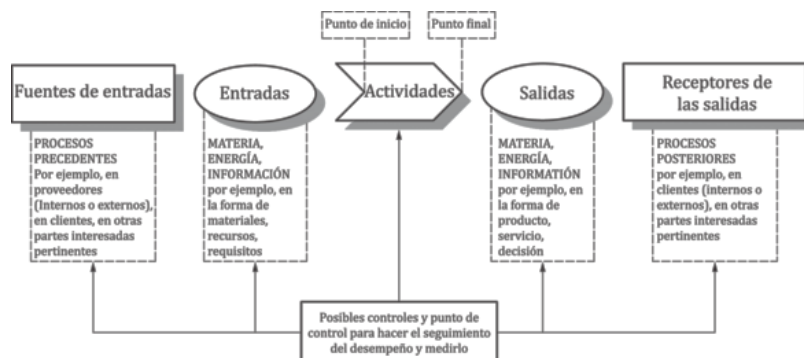 Punto de inicio
Punto final
Fuentes de entradas
Entradas
Actividades
Salidas
Receptores de
las salidas
PROCESOS
PRECEDENTES
Por ejemplo, en
proveedores
(Internos o externos),
en clientes, en otras
partes interesadas
pertinentes
MATERIA,
ENERGÍA,
INFORMACIÓN
por ejemplo, en
la forma de
materiales,
recursos,
requisitos
MATERIA,
ENERGÍA,
INFORMATIÓN
por ejemplo, en
la forma de
producto,
servicio,
decisión
PROCESOS
POSTERIORES
por ejemplo, en
clientes (internos o
externos), en otras
partes interesadas
pertinentes
Posibles controles y punto de
control para hacer el seguimiento
del desempeño y medirlo